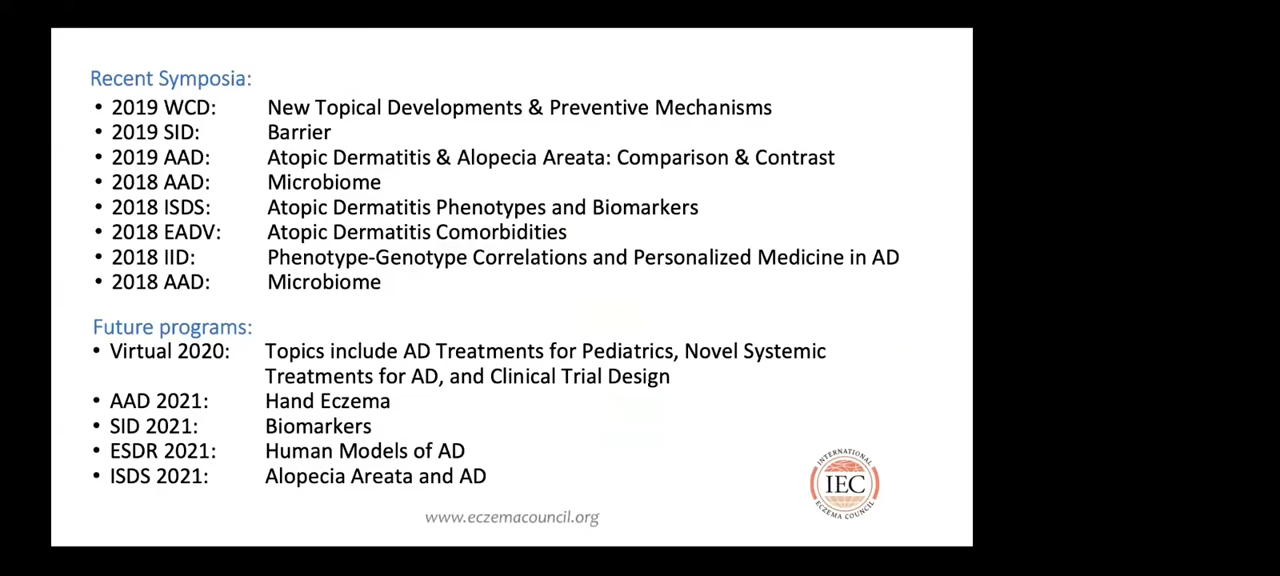 Recent Symposia:
• 2019 WCD: New Topical Developments & Preventive Mechanisms
• 2019 SID: Barrier
• 2019 AAD: Atopic Dermatitis & Alopecia Areata: Comparison & Contrast
• 2018 AAD: Microbiome
• 2018 ISDS: Atopic Dermatitis Phenotypes and Biomarkers
• 2018 EADV: Atopic Dermatitis Comorbidities
• 2018 IID: Phenotype-Genotype Correlations and Personalized Medicine in AD
• 2018 AAD: Microbiome
Future programs:
• Virtual 2020: Topics include AD Treatments for Pediatrics, Novel Systemic
Treatments for AD, and Clinical Trial Design
• AAD 2021: Hand Eczema
• SID 2021: Biomarkers
• ESDR 2021: Human Models of AD
• ISDS 2021: Alopecia Areata and AD
INTERNATIONAL
IEC
ECZEMA COUNCIL
www.eczemacouncil.org